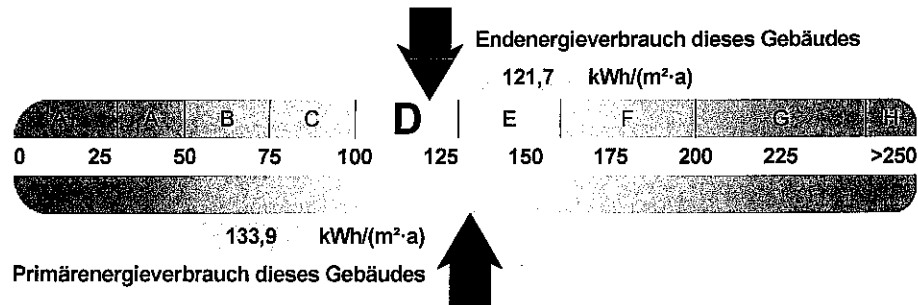 Endenergieverbrauch dieses Gebäudes
121,7 kWh/(m²·a)
A+ A B C D E F G H
0 25 50 75 100 125 150 175 200 225 >250
133,9 kWh/(m²·a)
Primärenergieverbrauch dieses Gebäudes